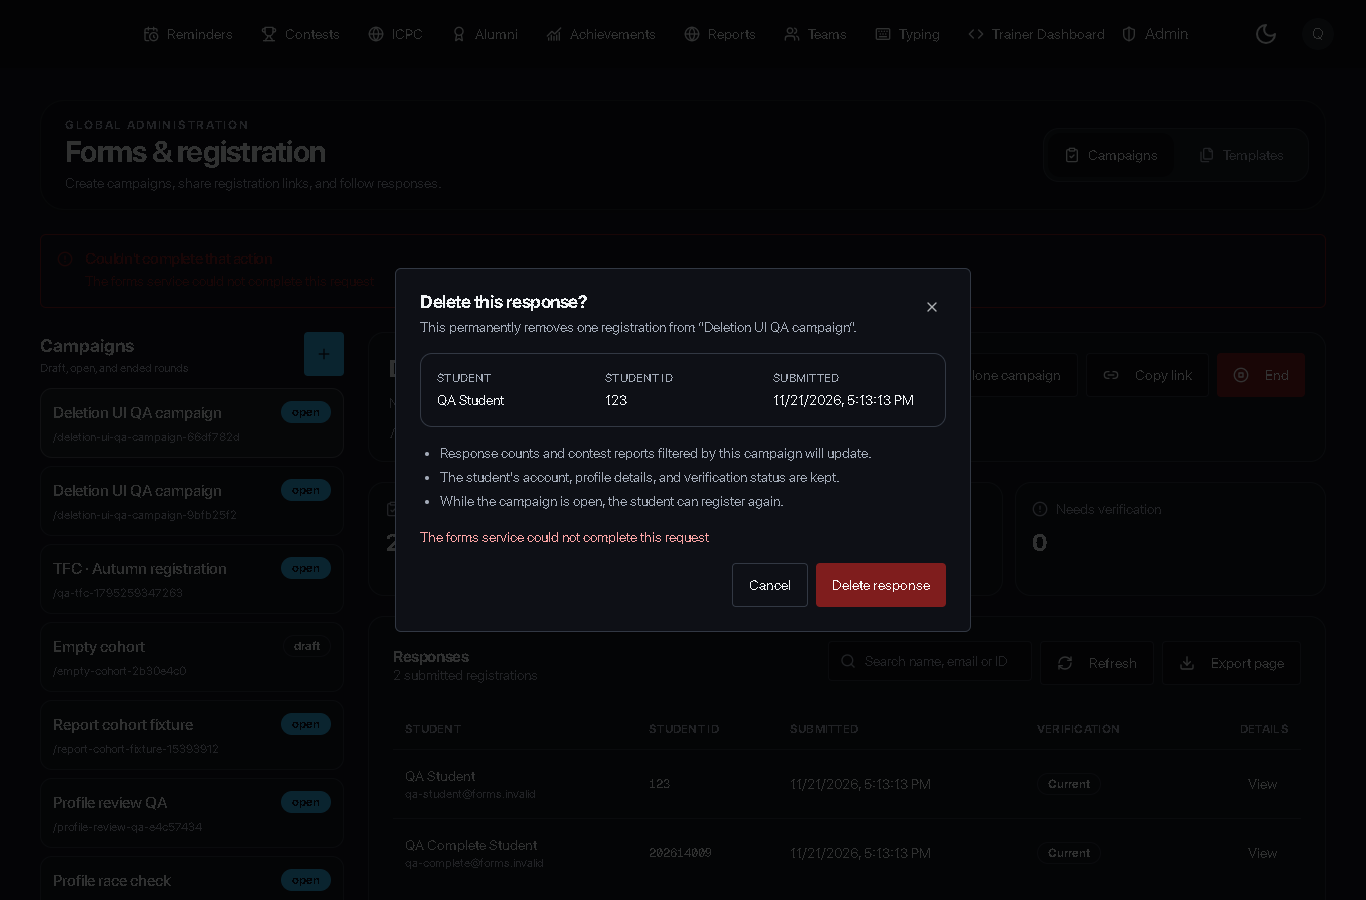 Reminders Contests ICPC Alumni Achievements Reports Teams Typing Trainer Dashboard Admin Q
GLOBAL ADMINISTRATION
Forms & registration
Create campaigns, share registration links, and follow responses.
Campaigns Templates
Couldn't complete that action
The forms service could not complete this request
Campaigns
Draft, open, and ended rounds
Deletion UI QA campaign open
/deletion-ui-qa-campaign-66df762d
Deletion UI QA campaign open
/deletion-ui-qa-campaign-9bfb25f2
TFC · Autumn registration open
/qa-tfc-1795259347263
Empty cohort draft
/empty-cohort-2b30e4c0
Report cohort fixture open
/report-cohort-fixture-15393912
Profile review QA open
/profile-review-qa-e4c57434
Profile race check open
lone campaign Copy link End
Needs verification
0
Delete this response?
This permanently removes one registration from “Deletion UI QA campaign”.
STUDENT STUDENT ID SUBMITTED
QA Student 123 11/21/2026, 5:13:13 PM
Response counts and contest reports filtered by this campaign will update.
The student's account, profile details, and verification status are kept.
While the campaign is open, the student can register again.
The forms service could not complete this request
Cancel Delete response
Responses
2 submitted registrations
Search name, email or ID Refresh Export page
STUDENT STUDENT ID SUBMITTED VERIFICATION DETAILS
QA Student 123 11/21/2026, 5:13:13 PM Current View
qa-student@forms.invalid
QA Complete Student 202614009 11/21/2026, 5:13:13 PM Current View
qa-complete@forms.invalid